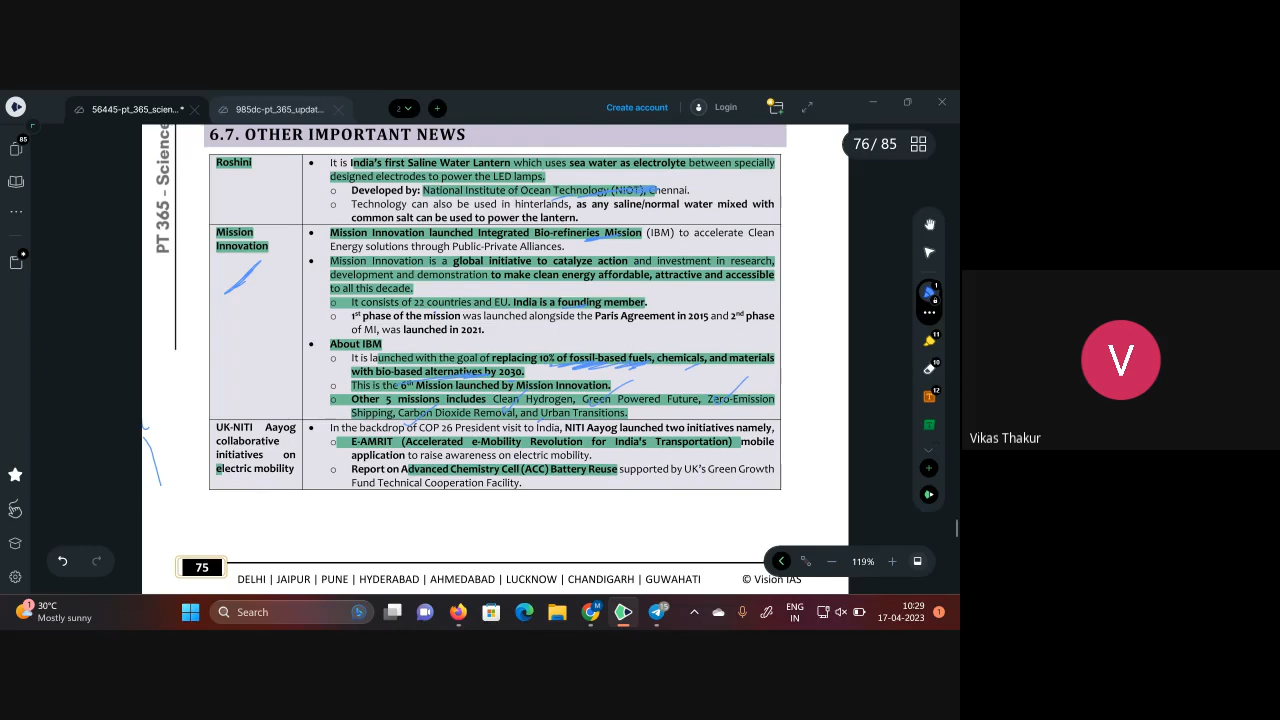 56445-pt_365_scien...*
985dc-pt_365_updat...
2
Create account
Login
85
PT 365 - Science
76/85
6.7. OTHER IMPORTANT NEWS
Roshini
• It is India's first Saline Water Lantern which uses sea water as electrolyte between specially
designed electrodes to power the LED lamps.
o Developed by: National Institute of Ocean Technology (NIOT), Chennai.
o Technology can also be used in hinterlands, as any saline/normal water mixed with
common salt can be used to power the lantern.
Mission
Innovation
• Mission Innovation launched Integrated Bio-refineries Mission (IBM) to accelerate Clean
Energy solutions through Public-Private Alliances.
• Mission Innovation is a global initiative to catalyze action and investment in research,
development and demonstration to make clean energy affordable, attractive and accessible
to all this decade.
o It consists of 22 countries and EU. India is a founding member.
o 1st phase of the mission was launched alongside the Paris Agreement in 2015 and 2nd phase
of MI, was launched in 2021.
• About IBM
o It is launched with the goal of replacing 10% of fossil-based fuels, chemicals, and materials
with bio-based alternatives by 2030.
o This is the 6th Mission launched by Mission Innovation.
o Other 5 missions includes Clean Hydrogen, Green Powered Future, Zero-Emission
Shipping, Carbon Dioxide Removal, and Urban Transitions.
UK-NITI Aayog
collaborative
initiatives on
electric mobility
• In the backdrop of COP 26 President visit to India, NITI Aayog launched two initiatives namely,
o E-AMRIT (Accelerated e-Mobility Revolution for India's Transportation) mobile
application to raise awareness on electric mobility.
o Report on Advanced Chemistry Cell (ACC) Battery Reuse supported by UK's Green Growth
Fund Technical Cooperation Facility.
75
DELHI | JAIPUR | PUNE | HYDERABAD | AHMEDABAD | LUCKNOW | CHANDIGARH | GUWAHATI
© Vision IAS
1
11
10
12
119%
V
Vikas Thakur
1
30°C
Mostly sunny
Search
M
15
ENG
IN
10:29
17-04-2023
1